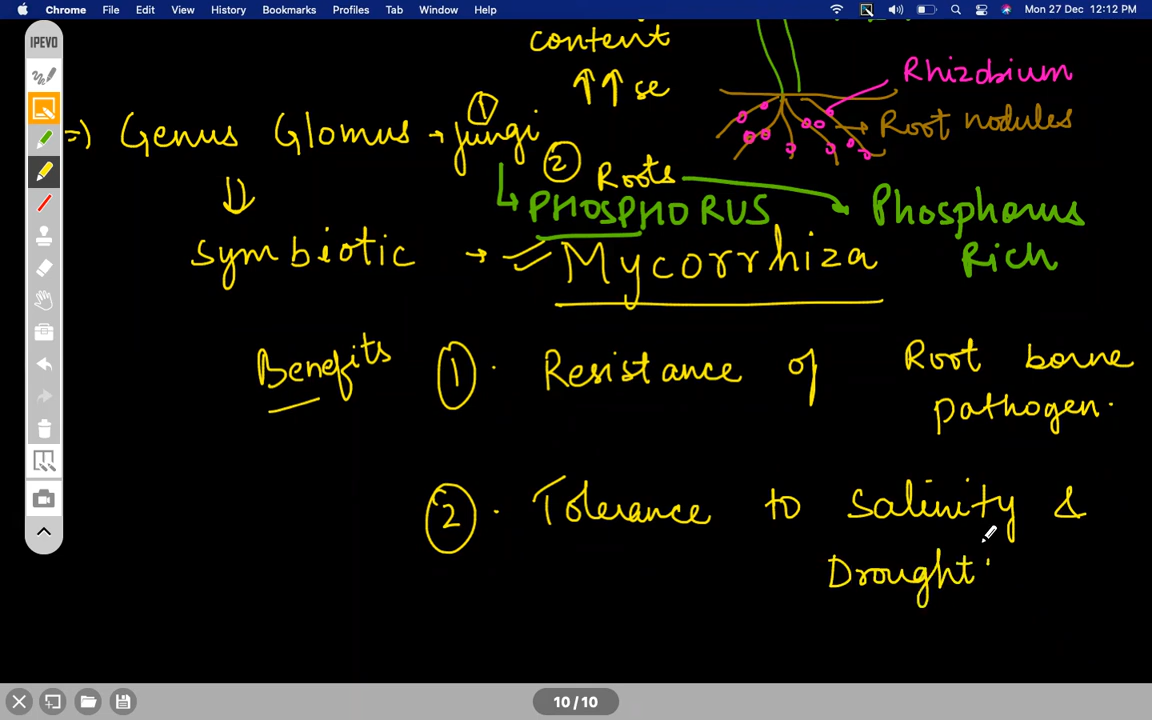 Chrome File Edit View History Bookmarks Profiles Tab Window Help Mon 27 Dec 12:12 PM
IPEVO
content
↑↑se
Rhizobium
Root nodules
=) Genus Glomus → fungi
① ② Roots
PHOSPHORUS
Phosphorus
Rich
symbiotic → Mycorrhiza
Benefits ①. Resistance of Root borne
pathogen.
②. Tolerance to Salinity &
Drought
10/10